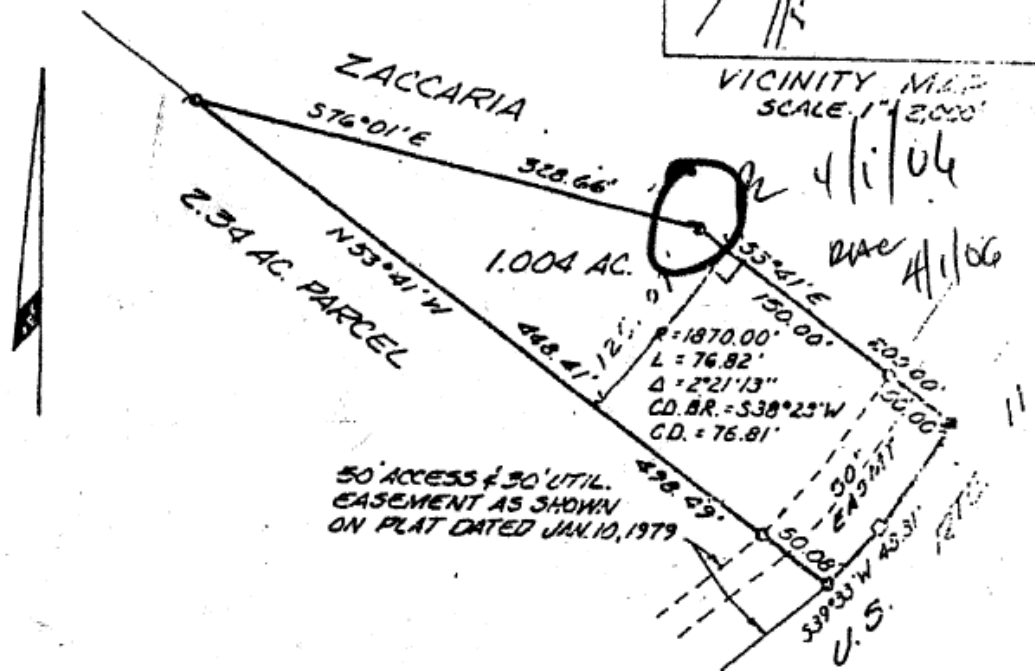 VICINITY MAP
SCALE 1" 2,000'
4/1/06
4/1/06
ZACCARIA
S76°01'E
328.66'
2.34 AC. PARCEL
N53°41'W
448.41'
1.004 AC.
S53°41'E
150.00'
200.00'
50.00'
R=1870.00'
L = 76.82'
Δ = 2°21'13"
CD.BR. = S38°23'W
CD. = 76.81'
50' ACCESS & 30' UTIL.
EASEMENT AS SHOWN
ON PLAT DATED JAN.10,1979
498.49'
50.08'
EASM'T
S39°33'W
U.S.